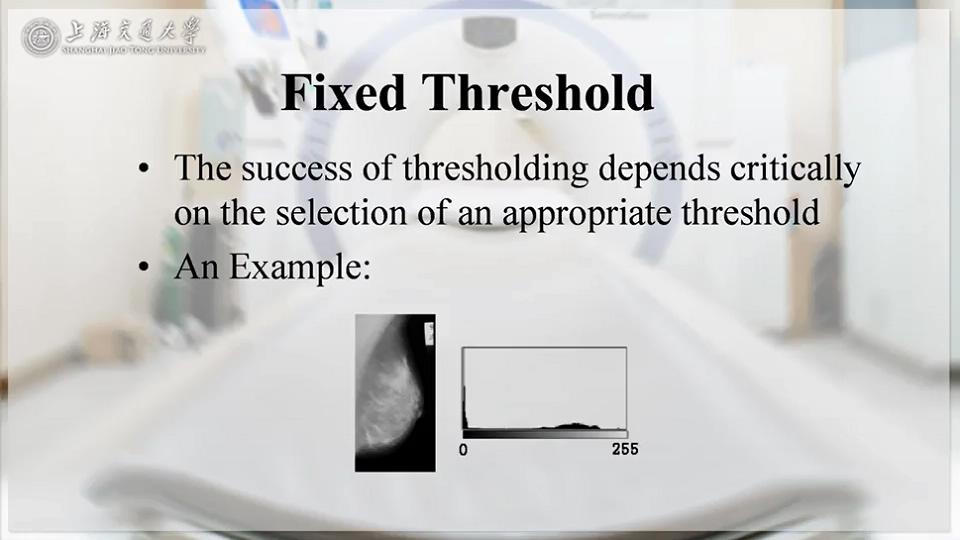 上海交通大学
SHANGHAI JIAO TONG UNIVERSITY
Fixed Threshold
• The success of thresholding depends critically
on the selection of an appropriate threshold
• An Example:
0 255